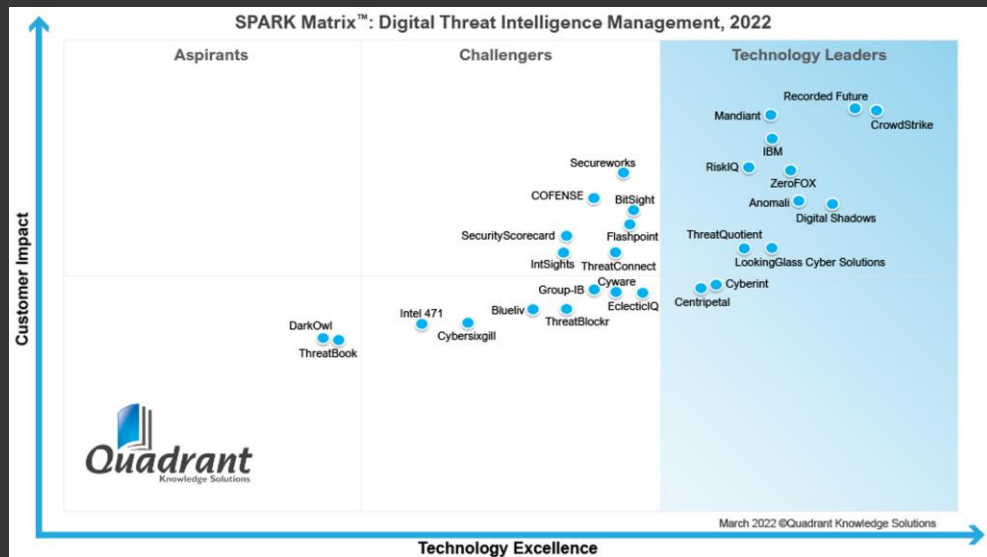 SPARK Matrix™: Digital Threat Intelligence Management, 2022
Aspirants
Challengers
Technology Leaders
Recorded Future
Mandiant
CrowdStrike
IBM
Secureworks
RiskIQ
ZeroFOX
COFENSE
BitSight
Anomali
Digital Shadows
SecurityScorecard
Flashpoint
ThreatQuotient
IntSights
ThreatConnect
LookingGlass Cyber Solutions
Cyware
Group-IB
EclecticIQ
Cyberint
Centripetal
Intel 471
Blueliv
ThreatBlockr
Cybersixgill
DarkOwl
ThreatBook
Customer Impact
Quadrant
Knowledge Solutions
March 2022 ©Quadrant Knowledge Solutions
Technology Excellence